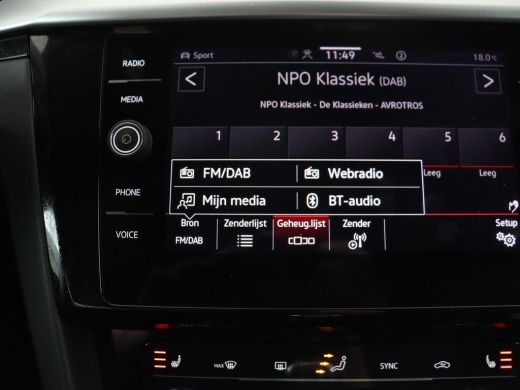 RADIO
MEDIA
PHONE
VOICE
Sport 11:49 18.0°C
NPO Klassiek (DAB)
NPO Klassiek - De Klassieken - AVROTROS
1 2 3 4 5 6
Leeg Leeg
FM/DAB Webradio
Mijn media BT-audio
Bron Zenderlijst Geheug.lijst Zender Setup
FM/DAB
MAX SYNC